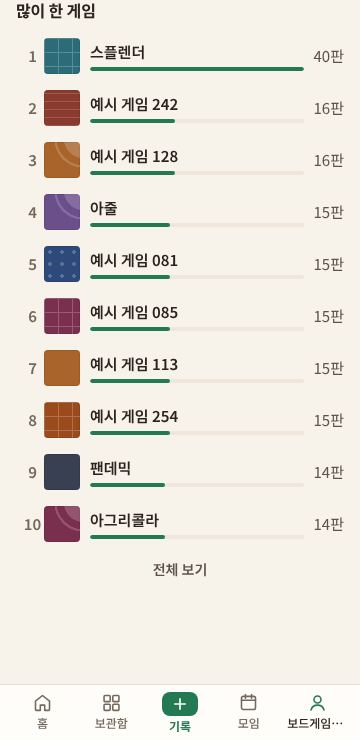 많이 한 게임
1 스플렌더 40판
2 예시 게임 242 16판
3 예시 게임 128 16판
4 아줄 15판
5 예시 게임 081 15판
6 예시 게임 085 15판
7 예시 게임 113 15판
8 예시 게임 254 15판
9 팬데믹 14판
10 아그리콜라 14판
전체 보기
홈 보관함 기록 모임 보드게임…